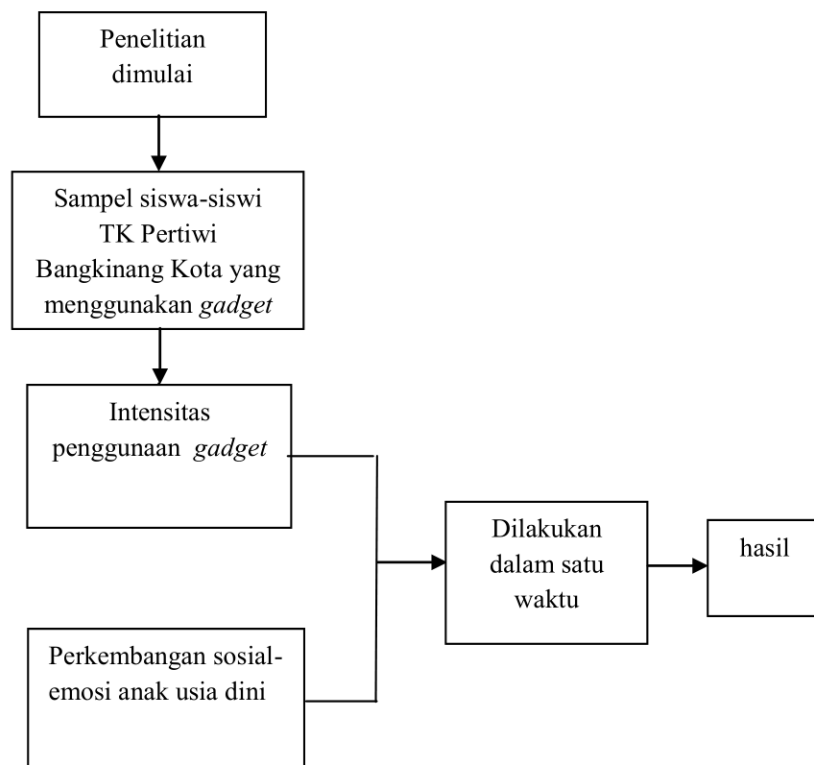 Penelitian
dimulai
Sampel siswa-siswi
TK Pertiwi
Bangkinang Kota yang
menggunakan gadget
Intensitas
penggunaan gadget
Perkembangan sosial-
emosi anak usia dini
Dilakukan
dalam satu
waktu
hasil